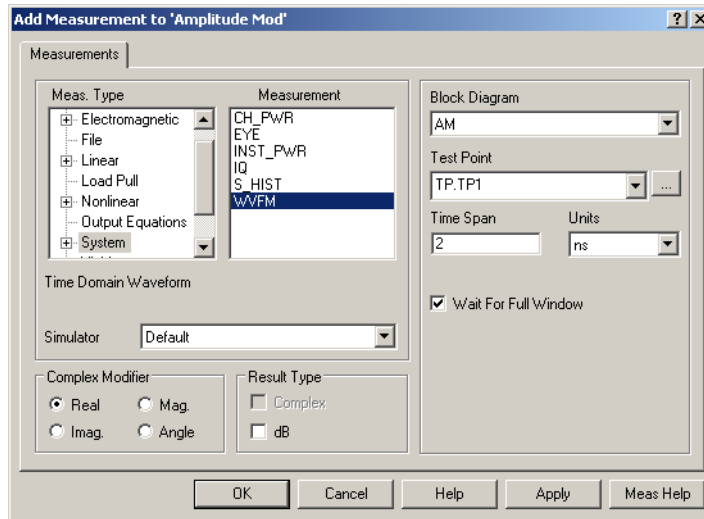 Add Measurement to 'Amplitude Mod'
Measurements
Meas. Type
Electromagnetic
File
Linear
Load Pull
Nonlinear
Output Equations
System
Measurement
CH_PWR
EYE
INST_PWR
IQ
S_HIST
WVFM
Time Domain Waveform
Simulator
Default
Complex Modifier
Real
Mag.
Imag.
Angle
Result Type
Complex
dB
Block Diagram
AM
Test Point
TP.TP1
...
Time Span
Units
2
ns
Wait For Full Window
OK
Cancel
Help
Apply
Meas Help